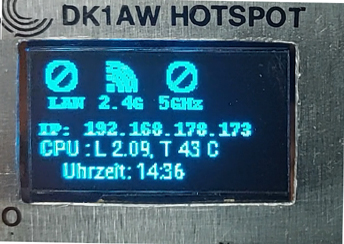 DK1AW HOTSPOT
LAN 2.4G 5GHz
IP: 192.168.178.173
CPU : L 2.09, T 43 C
Uhrzeit: 14:36